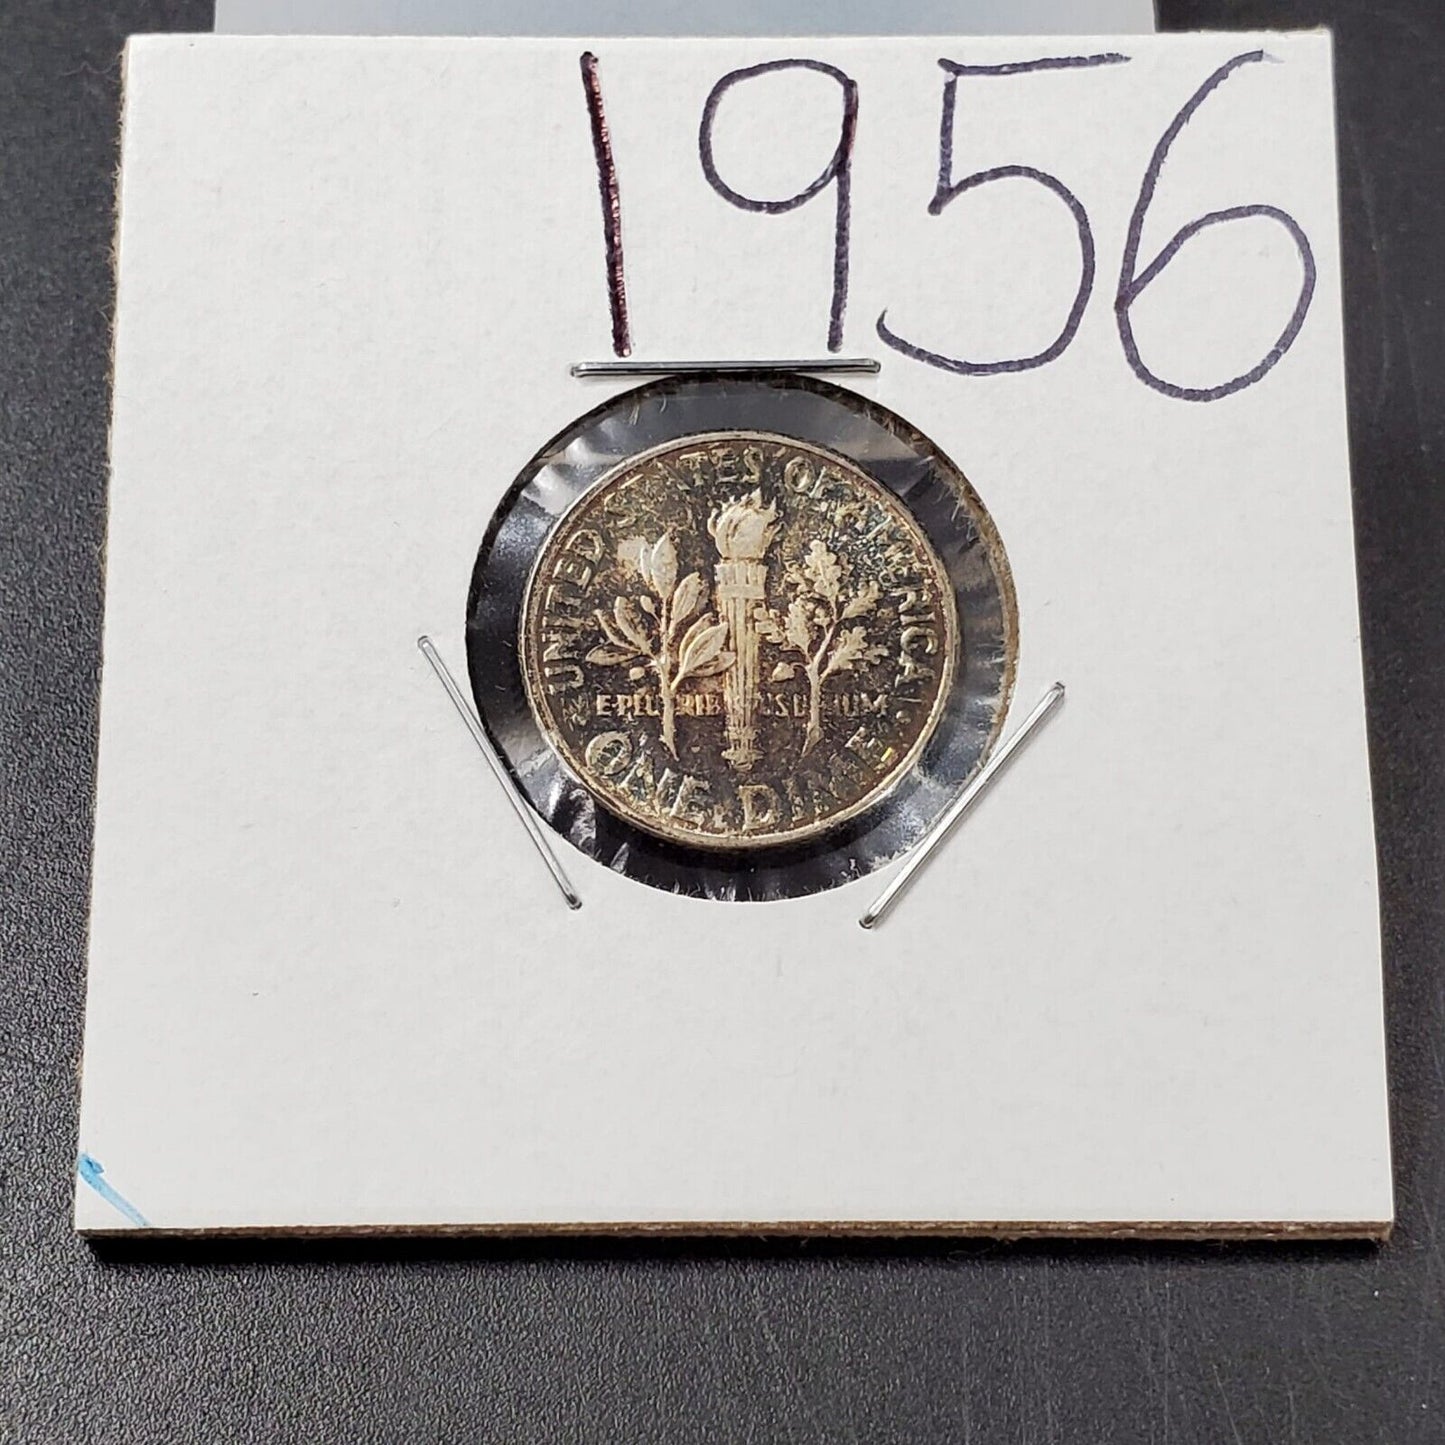 1956
UNITED STATES OF AMERICA
E PLURIBUS UNUM
ONE DIME